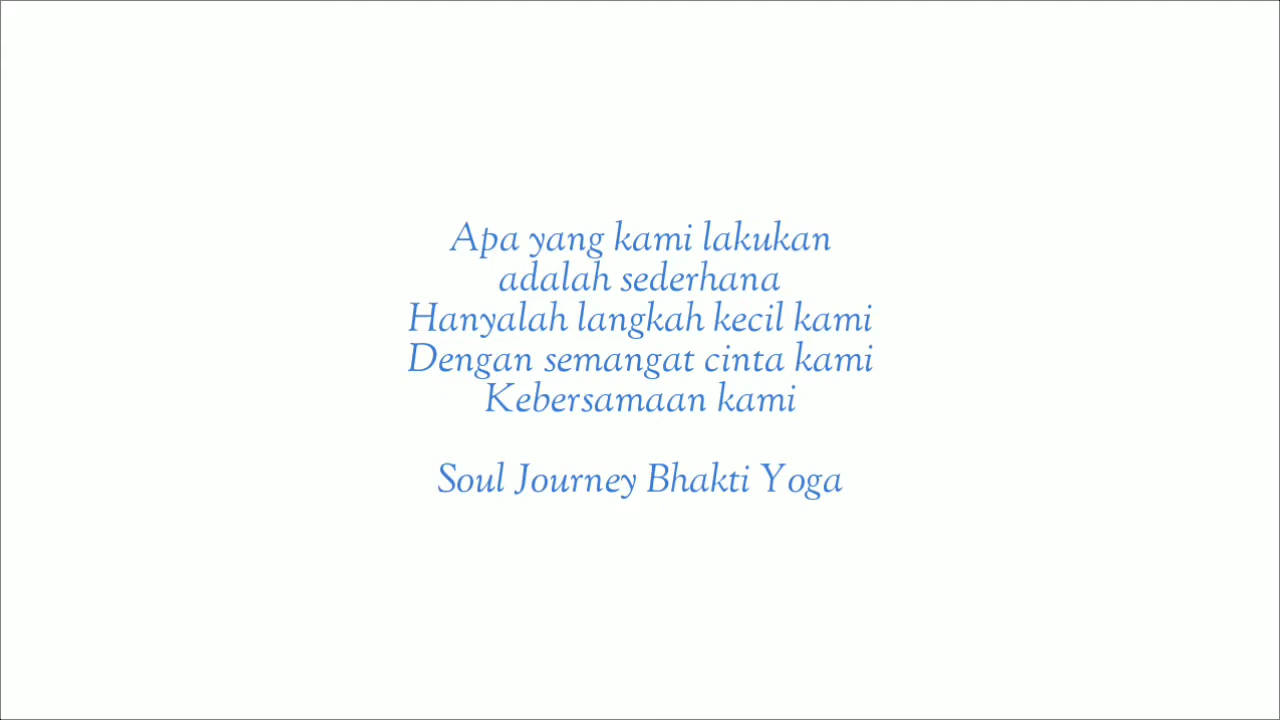 Apa yang kami lakukan
adalah sederhana
Hanyalah langkah kecil kami
Dengan semangat cinta kami
Kebersamaan kami
Soul Journey Bhakti Yoga